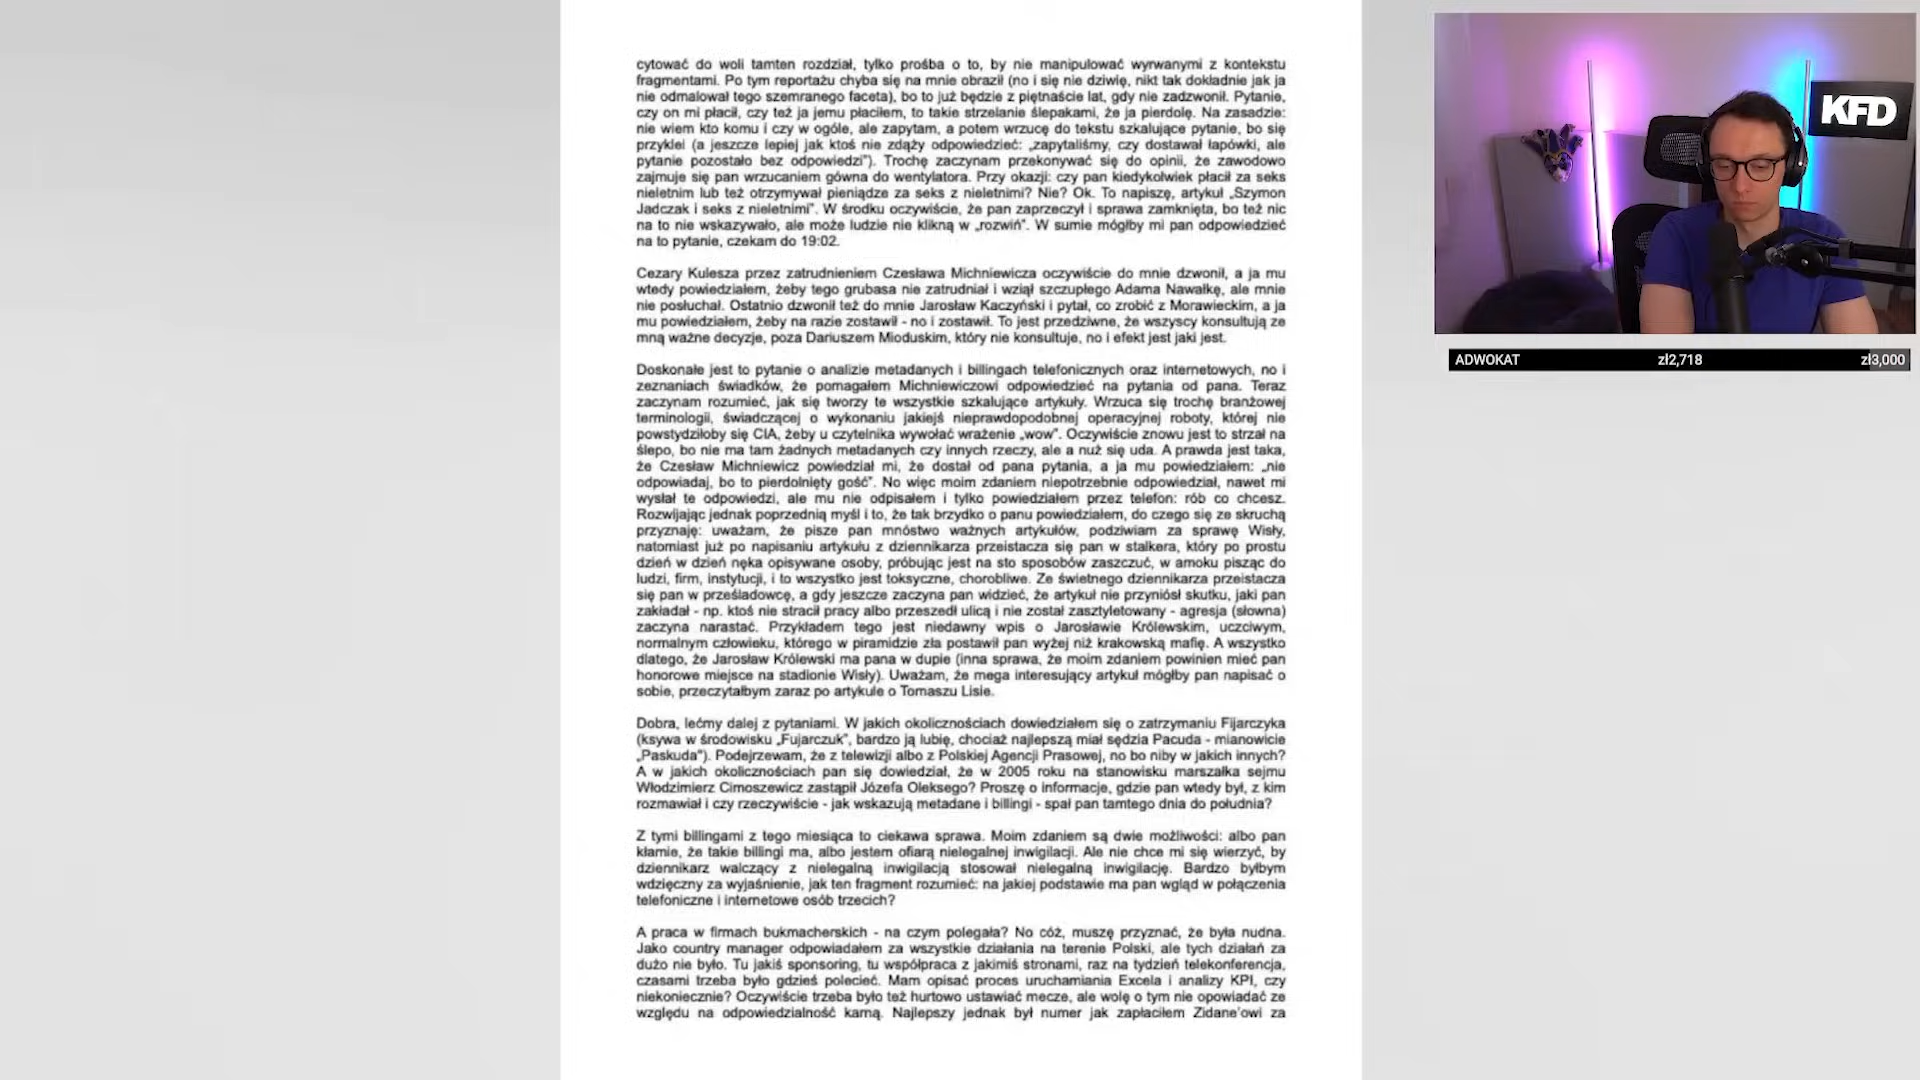 cytować do woli tamten rozdział, tylko prośba o to, by nie manipulować wyrwanymi z kontekstu
fragmentami. Po tym reportażu chyba się na mnie obraził (no i się nie dziwię, nikt tak dokładnie jak ja
nie odmalował tego szemranego faceta), bo to już będzie z piętnaście lat, gdy nie zadzwonił. Pytanie,
czy on mi płacił, czy też ja jemu płaciłem, to takie strzelanie ślepakami, że ja pierdolę. Na zasadzie:
nie wiem kto komu i czy w ogóle, ale zapytam, a potem wrzucę do tekstu szkalujące pytanie, bo się
przyklei (a jeszcze lepiej jak ktoś nie zdąży odpowiedzieć: „zapytaliśmy, czy dostawał łapówki, ale
pytanie pozostało bez odpowiedzi”). Trochę zaczynam przekonywać się do opinii, że zawodowo
zajmuje się pan wrzucaniem gówna do wentylatora. Przy okazji: czy pan kiedykolwiek płacił za seks
nieletnim lub też otrzymywał pieniądze za seks z nieletnimi? Nie? Ok. To napiszę, artykuł „Szymon
Jadczak i seks z nieletnimi”. W środku oczywiście, że pan zaprzeczył i sprawa zamknięta, bo też nic
na to nie wskazywało, ale może ludzie nie klikną w „rozwiń”. W sumie mógłby mi pan odpowiedzieć
na to pytanie, czekam do 19:02.
Cezary Kulesza przez zatrudnieniem Czesława Michniewicza oczywiście do mnie dzwonił, a ja mu
wtedy powiedziałem, żeby tego grubasa nie zatrudniał i wziął szczupłego Adama Nawałkę, ale mnie
nie posłuchał. Ostatnio dzwonił też do mnie Jarosław Kaczyński i pytał, co zrobić z Morawieckim, a ja
mu powiedziałem, żeby na razie zostawił - no i zostawił. To jest przedziwne, że wszyscy konsultują ze
mną ważne decyzje, poza Dariuszem Mioduskim, który nie konsultuje, no i efekt jest jaki jest.
Doskonałe jest to pytanie o analizie metadanych i billingach telefonicznych oraz internetowych, no i
zeznaniach świadków, że pomagałem Michniewiczowi odpowiedzieć na pytania od pana. Teraz
zaczynam rozumieć, jak się tworzy te wszystkie szkalujące artykuły. Wrzuca się trochę branżowej
terminologii, świadczącej o wykonaniu jakiejś nieprawdopodobnej operacyjnej roboty, której nie
powstydziłoby się CIA, żeby u czytelnika wywołać wrażenie „wow”. Oczywiście znowu jest to strzał na
ślepo, bo nie ma tam żadnych metadanych czy innych rzeczy, ale a nuż się uda. A prawda jest taka,
że Czesław Michniewicz powiedział mi, że dostał od pana pytania, a ja mu powiedziałem: „nie
odpowiadaj, bo to pierdolnięty gość”. No więc moim zdaniem niepotrzebnie odpowiedział, nawet mi
wysłał te odpowiedzi, ale mu nie odpisałem i tylko powiedziałem przez telefon: rób co chcesz.
Rozwijając jednak poprzednią myśl i to, że tak brzydko o panu powiedziałem, do czego się ze skruchą
przyznaję: uważam, że pisze pan mnóstwo ważnych artykułów, podziwiam za sprawę Wisły,
natomiast już po napisaniu artykułu z dziennikarza przeistacza się pan w stalkera, który po prostu
dzień w dzień nęka opisywane osoby, próbując jest na sto sposobów zaszczuć, w amoku pisząc do
ludzi, firm, instytucji, i to wszystko jest toksyczne, chorobliwe. Ze świetnego dziennikarza przeistacza
się pan w prześladowcę, a gdy jeszcze zaczyna pan widzieć, że artykuł nie przyniósł skutku, jaki pan
zakładał - np. ktoś nie stracił pracy albo przeszedł ulicą i nie został zasztyletowany - agresja (słowna)
zaczyna narastać. Przykładem tego jest niedawny wpis o Jarosławie Królewskim, uczciwym,
normalnym człowieku, którego w piramidzie zła postawił pan wyżej niż krakowską mafię. A wszystko
dlatego, że Jarosław Królewski ma pana w dupie (inna sprawa, że moim zdaniem powinien mieć pan
honorowe miejsce na stadionie Wisły). Uważam, że mega interesujący artykuł mógłby pan napisać o
sobie, przeczytałbym zaraz po artykule o Tomaszu Lisie.
Dobra, lećmy dalej z pytaniami. W jakich okolicznościach dowiedziałem się o zatrzymaniu Fijarczyka
(ksywa w środowisku „Fujarczuk”, bardzo ją lubię, chociaż najlepszą miał sędzia Pacuda - mianowicie
„Paskuda”). Podejrzewam, że z telewizji albo z Polskiej Agencji Prasowej, no bo niby w jakich innych?
A w jakich okolicznościach pan się dowiedział, że w 2005 roku na stanowisku marszałka sejmu
Włodzimierz Cimoszewicz zastąpił Józefa Oleksego? Proszę o informacje, gdzie pan wtedy był, z kim
rozmawiał i czy rzeczywiście - jak wskazują metadane i billingi - spał pan tamtego dnia do południa?
Z tymi billingami z tego miesiąca to ciekawa sprawa. Moim zdaniem są dwie możliwości: albo pan
kłamie, że takie billingi ma, albo jestem ofiarą nielegalnej inwigilacji. Ale nie chce mi się wierzyć, by
dziennikarz walczący z nielegalną inwigilacją stosował nielegalną inwigilację. Bardzo byłbym
wdzięczny za wyjaśnienie, jak ten fragment rozumieć: na jakiej podstawie ma pan wgląd w połączenia
telefoniczne i internetowe osób trzecich?
A praca w firmach bukmacherskich - na czym polegała? No cóż, muszę przyznać, że była nudna.
Jako country manager odpowiadałem za wszystkie działania na terenie Polski, ale tych działań za
dużo nie było. Tu jakiś sponsoring, tu współpraca z jakimiś stronami, raz na tydzień telekonferencja,
czasami trzeba było gdzieś polecieć. Mam opisać proces uruchamiania Excela i analizy KPI, czy
niekoniecznie? Oczywiście trzeba było też hurtowo ustawiać mecze, ale wolę o tym nie opowiadać ze
względu na odpowiedzialność karną. Najlepszy jednak był numer jak zapłaciłem Zidane’owi za
KFD
ADWOKAT zł2,718 zł3,000